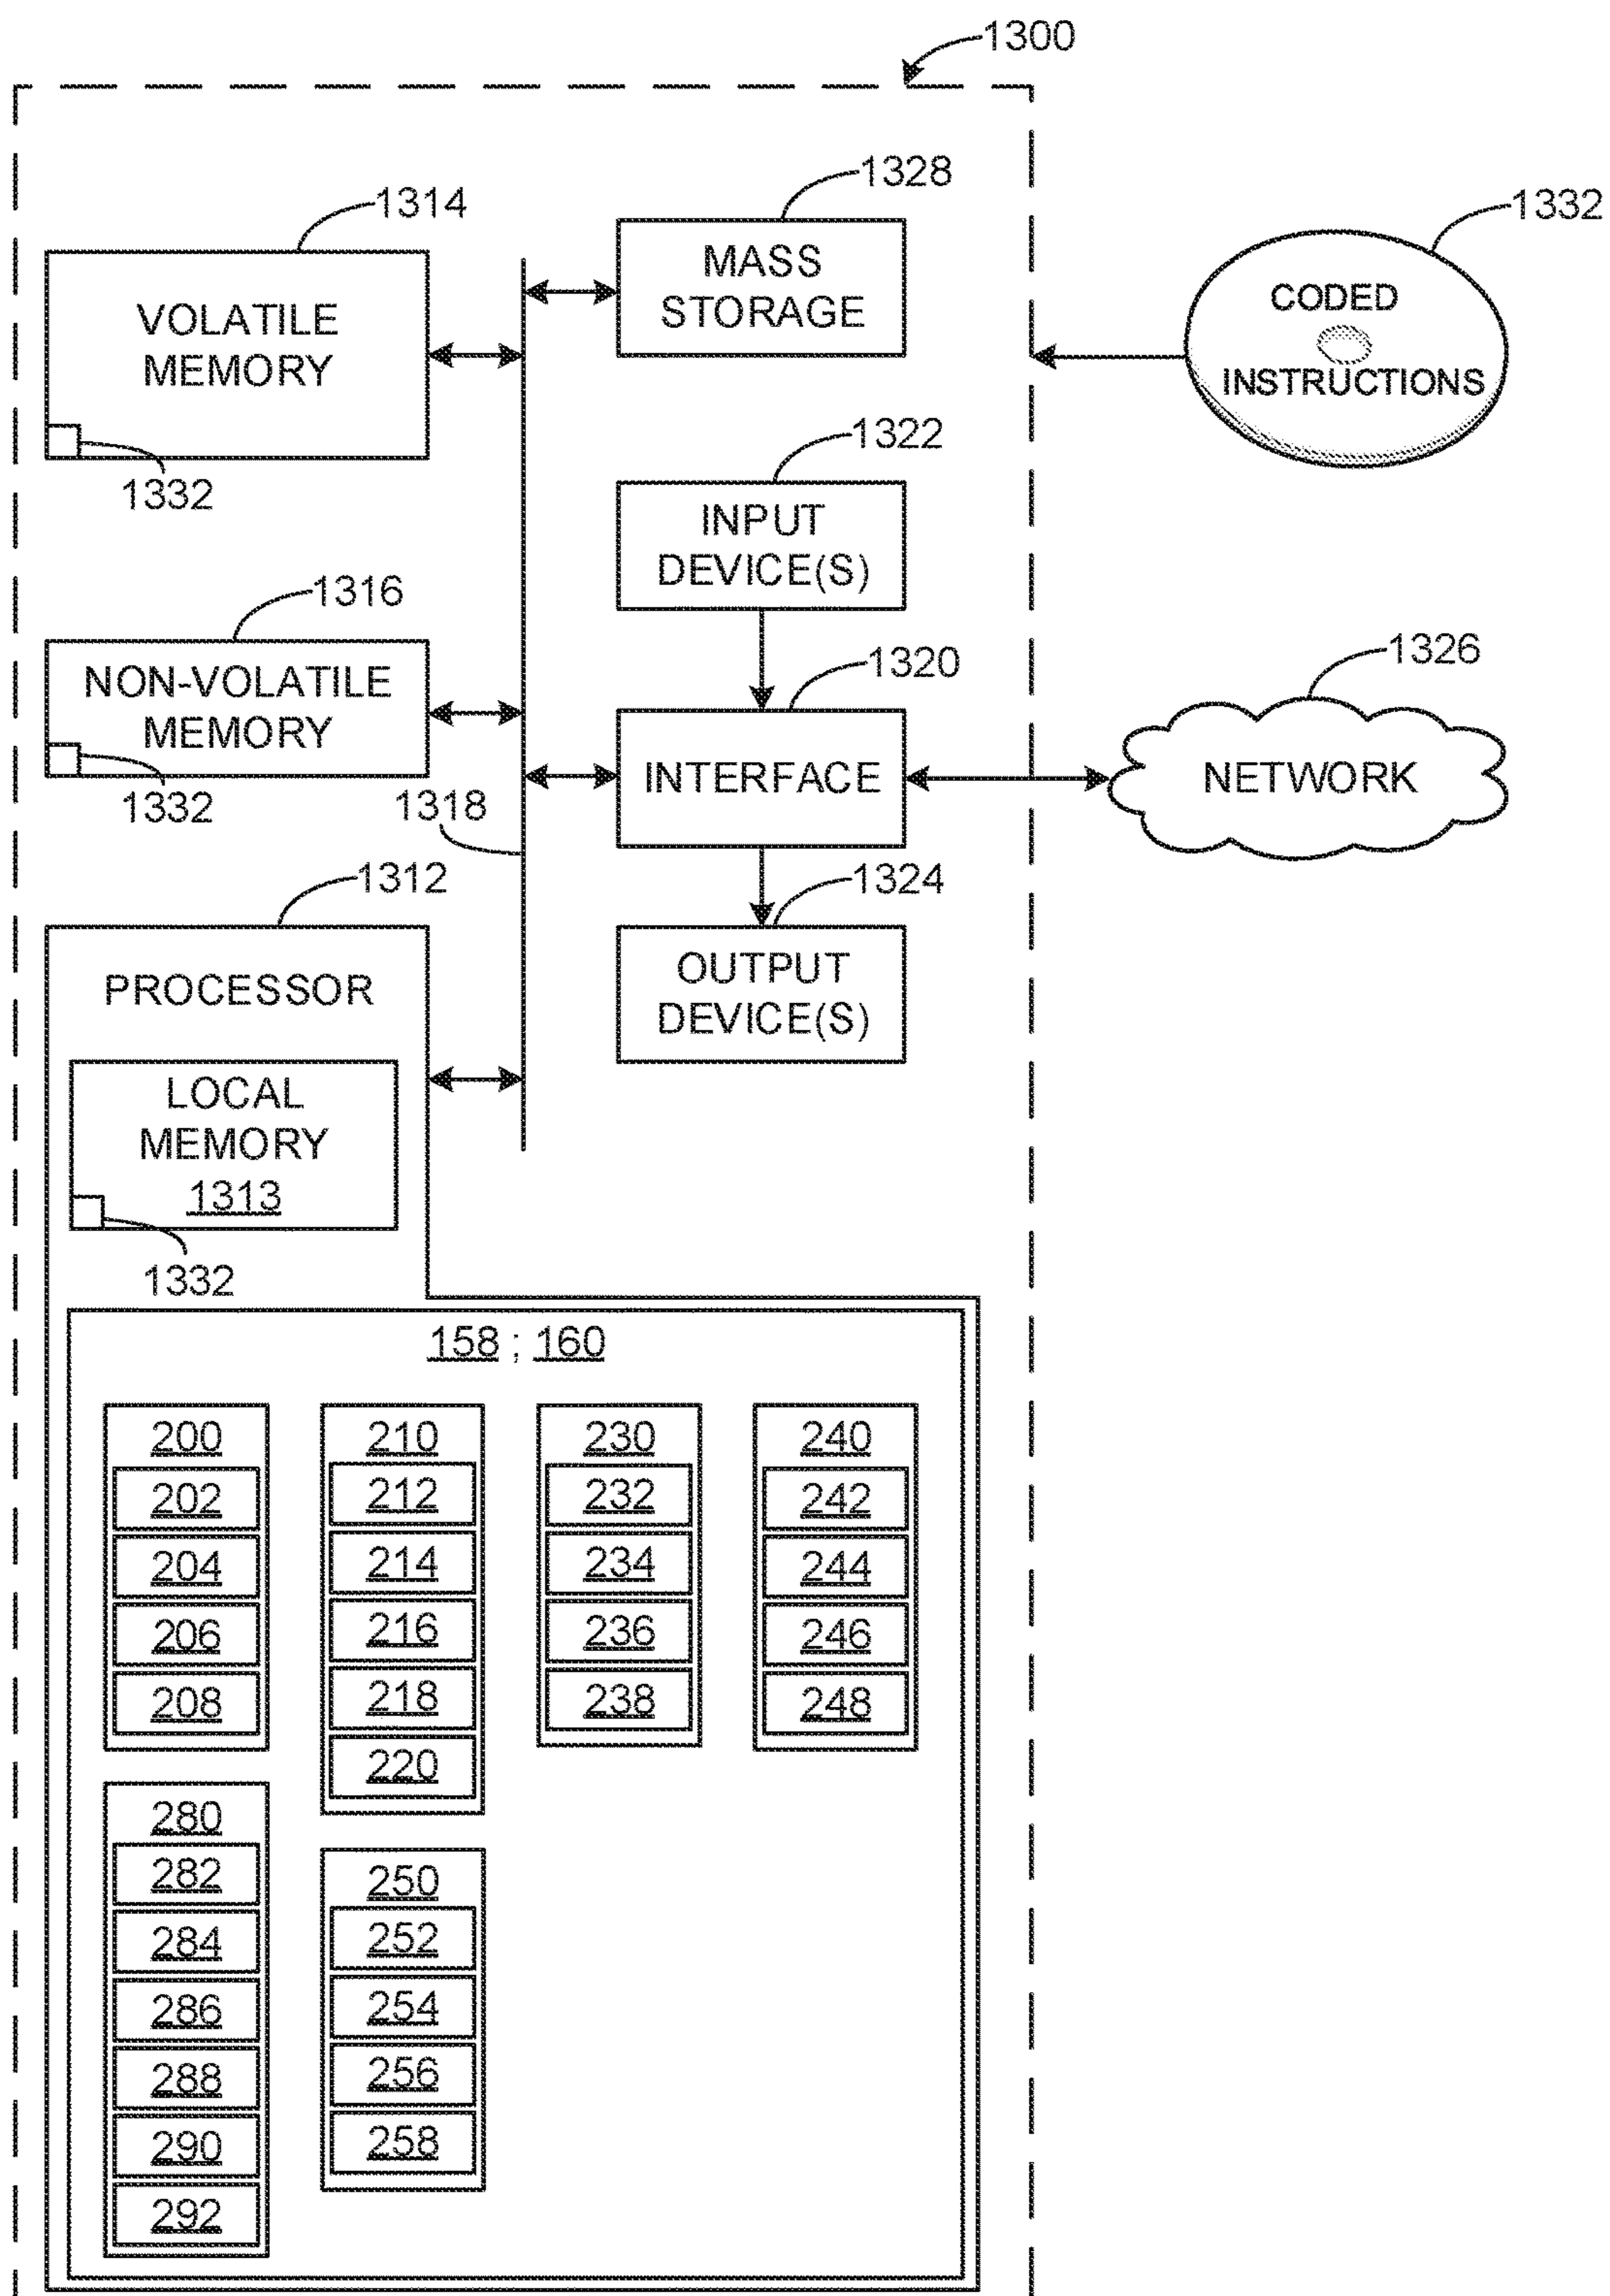 1300
1328
1314
1332
MASS
STORAGE
VOLATILE
MEMORY
CODED
INSTRUCTIONS
1332
1322
INPUT
DEVICE(S)
1316
1320
1326
NON-VOLATILE
MEMORY
INTERFACE
NETWORK
1332
1318
1312
1324
PROCESSOR
OUTPUT
DEVICE(S)
LOCAL
MEMORY
1313
1332
158 ; 160
200
202
204
206
208
210
212
214
216
218
220
230
232
234
236
238
240
242
244
246
248
280
282
284
286
288
290
292
250
252
254
256
258